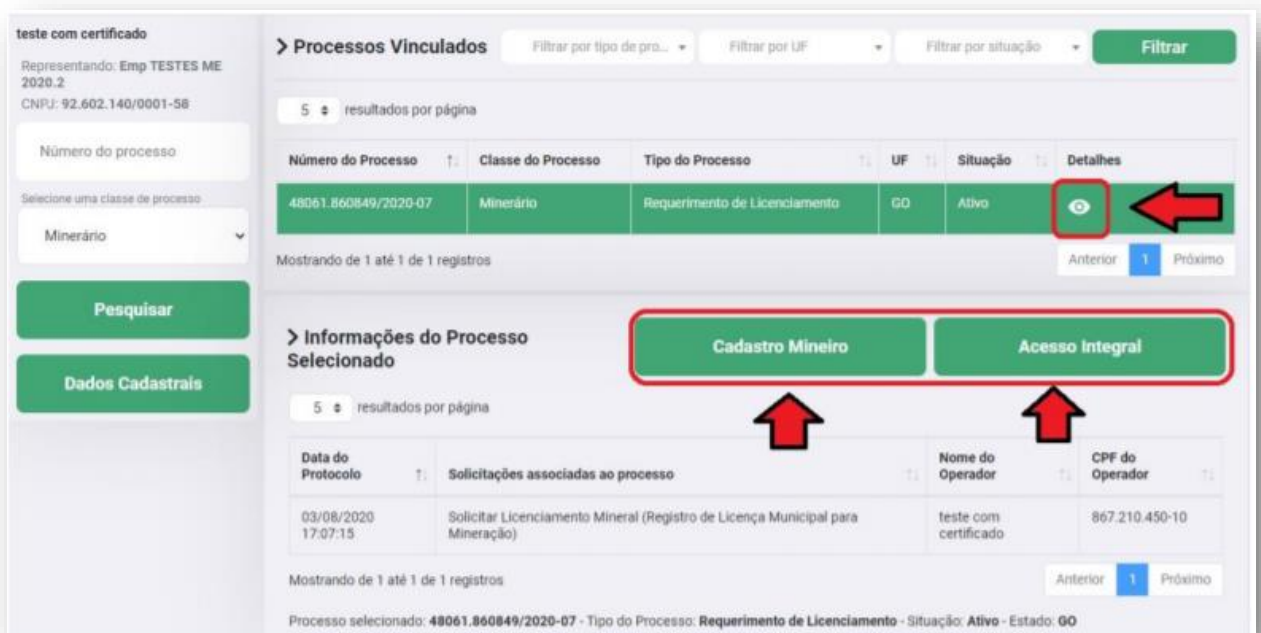 teste com certificado
Representando: Emp TESTES ME
2020.2
CNPJ: 92.602.140/0001-58
Número do processo
Selecione uma classe de processo
Minerário
Pesquisar
Dados Cadastrais
Processos Vinculados
Filtrar por tipo de pro...
Filtrar por UF
Filtrar por situação
Filtrar
5 resultados por página
Número do Processo Classe do Processo Tipo do Processo UF Situação Detalhes
48061.860849/2020-07 Minerário Requerimento de Licenciamento GO Ativo
Mostrando de 1 até 1 de 1 registros
Anterior 1 Próximo
Informações do Processo
Selecionado
Cadastro Mineiro
Acesso Integral
5 resultados por página
Data do
Protocolo
Solicitações associadas ao processo
Nome do
Operador
CPF do
Operador
03/08/2020
17:07:15
Solicitar Licenciamento Mineral (Registro de Licença Municipal para
Mineração)
teste com
certificado
867.210.450-10
Mostrando de 1 até 1 de 1 registros
Anterior 1 Próximo
Processo selecionado: 48061.860849/2020-07 - Tipo do Processo: Requerimento de Licenciamento - Situação: Ativo - Estado: GO